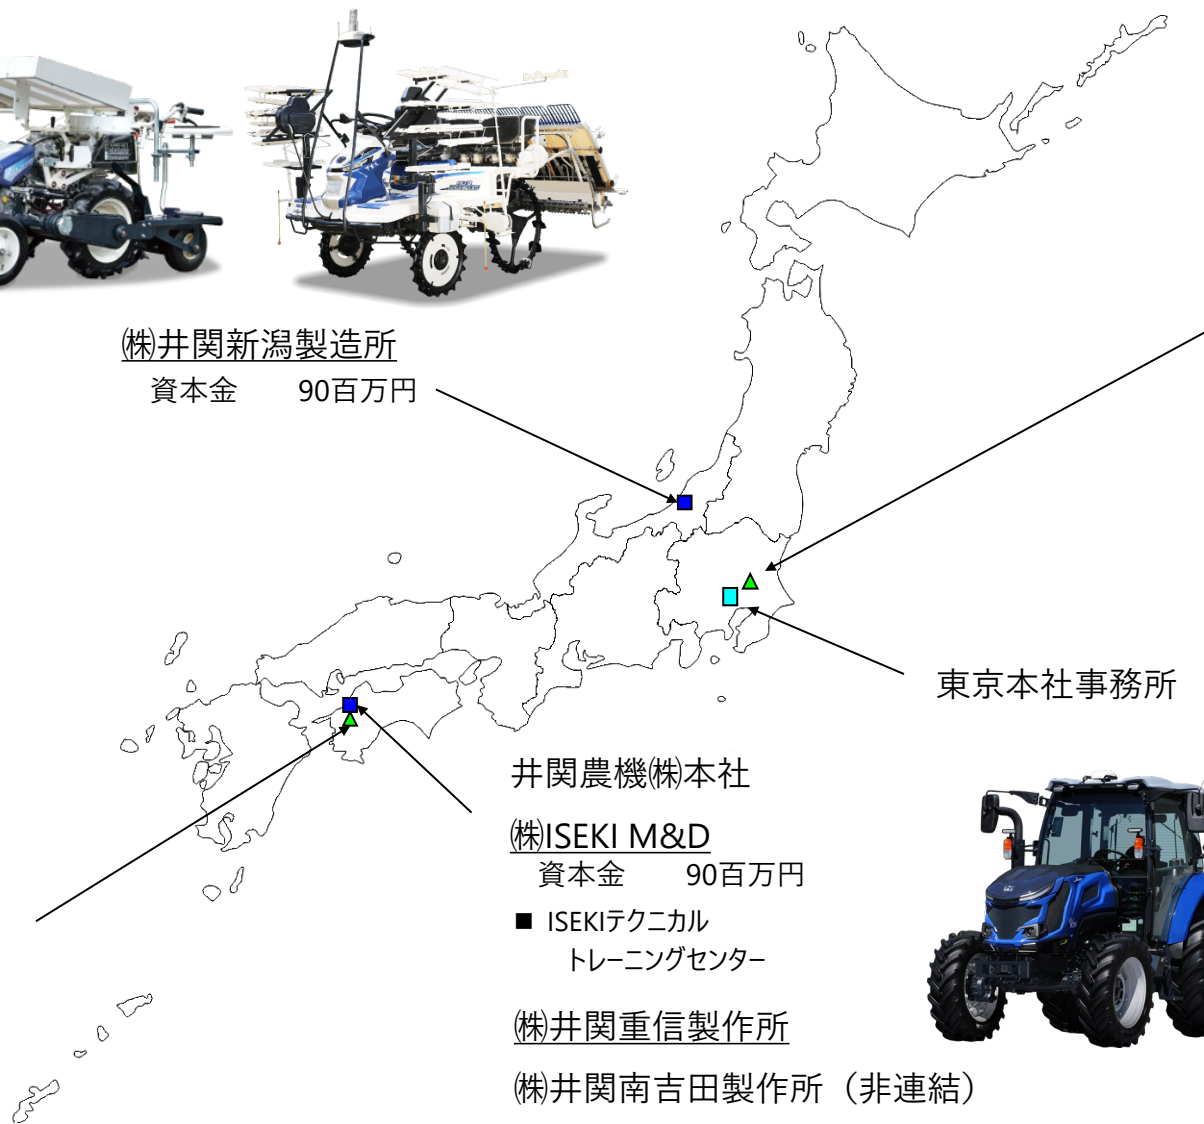 ㈱井関新潟製造所
資本金 90百万円
東京本社事務所
井関農機㈱本社
㈱ISEKI M&D
資本金 90百万円
■ ISEKIテクニカル
トレーニングセンター
㈱井関重信製作所
㈱井関南吉田製作所（非連結）